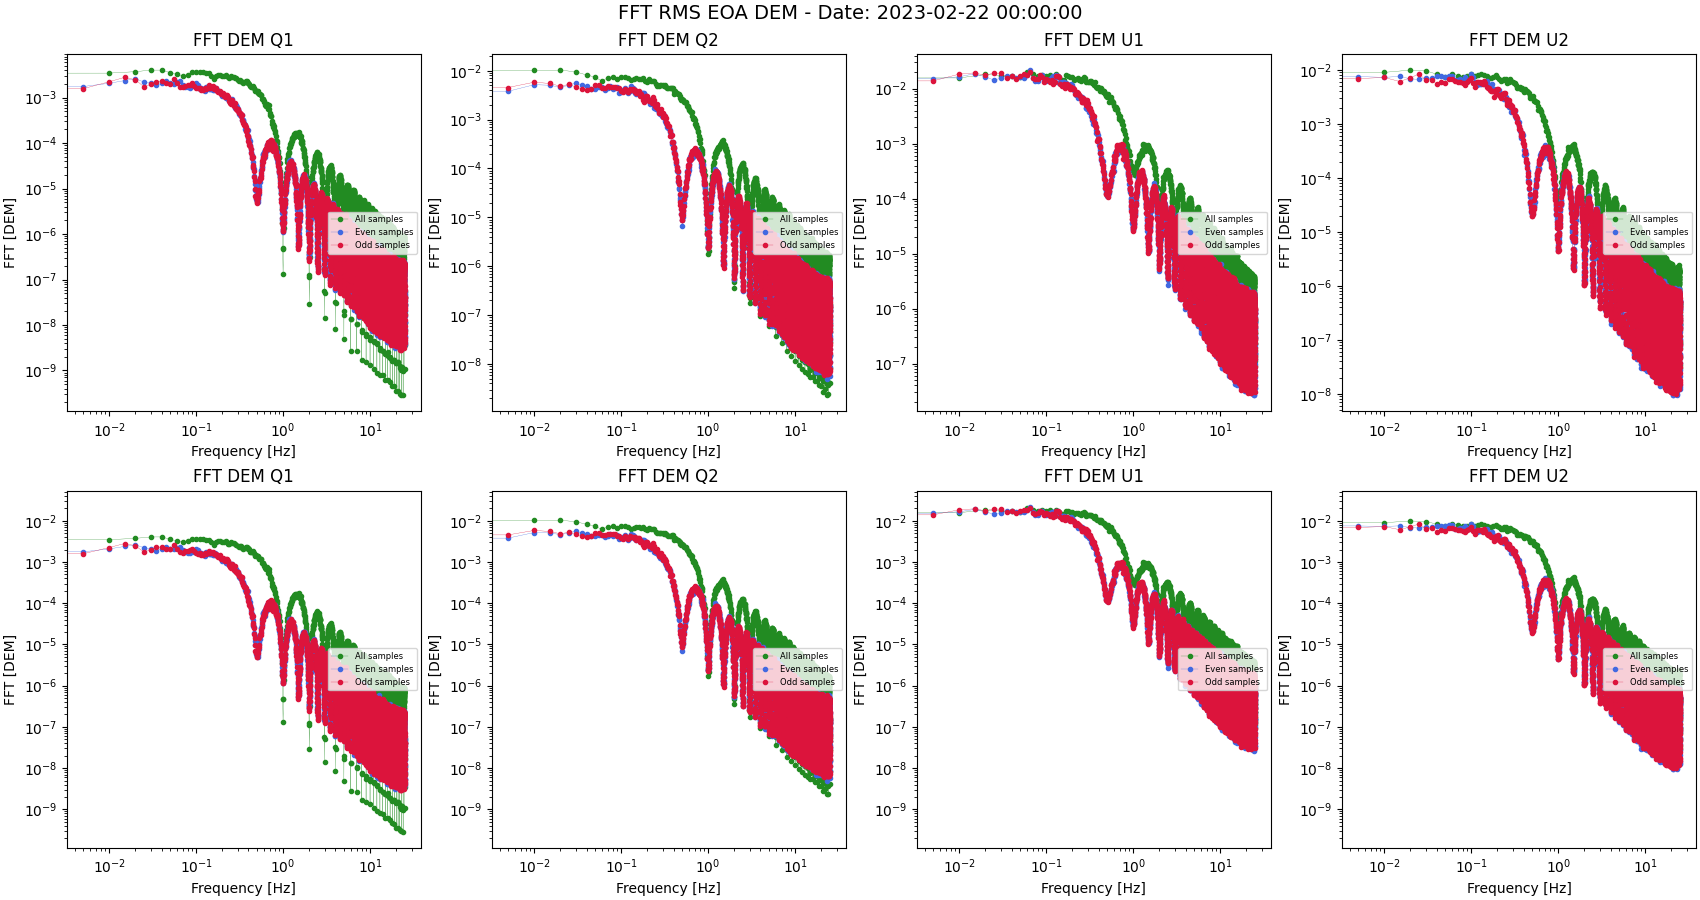 FFT RMS EOA DEM - Date: 2023-02-22 00:00:00
FFT DEM Q1
FFT [DEM]
10⁻³
10⁻⁴
10⁻⁵
10⁻⁶
10⁻⁷
10⁻⁸
10⁻⁹
All samples
Even samples
Odd samples
10⁻² 10⁻¹ 10⁰ 10¹
Frequency [Hz]
FFT DEM Q2
FFT [DEM]
10⁻²
10⁻³
10⁻⁴
10⁻⁵
10⁻⁶
10⁻⁷
10⁻⁸
All samples
Even samples
Odd samples
10⁻² 10⁻¹ 10⁰ 10¹
Frequency [Hz]
FFT DEM U1
FFT [DEM]
10⁻²
10⁻³
10⁻⁴
10⁻⁵
10⁻⁶
10⁻⁷
All samples
Even samples
Odd samples
10⁻² 10⁻¹ 10⁰ 10¹
Frequency [Hz]
FFT DEM U2
FFT [DEM]
10⁻²
10⁻³
10⁻⁴
10⁻⁵
10⁻⁶
10⁻⁷
10⁻⁸
All samples
Even samples
Odd samples
10⁻² 10⁻¹ 10⁰ 10¹
Frequency [Hz]
FFT DEM Q1
FFT [DEM]
10⁻²
10⁻³
10⁻⁴
10⁻⁵
10⁻⁶
10⁻⁷
10⁻⁸
10⁻⁹
All samples
Even samples
Odd samples
10⁻² 10⁻¹ 10⁰ 10¹
Frequency [Hz]
FFT DEM Q2
FFT [DEM]
10⁻²
10⁻³
10⁻⁴
10⁻⁵
10⁻⁶
10⁻⁷
10⁻⁸
10⁻⁹
All samples
Even samples
Odd samples
10⁻² 10⁻¹ 10⁰ 10¹
Frequency [Hz]
FFT DEM U1
FFT [DEM]
10⁻²
10⁻³
10⁻⁴
10⁻⁵
10⁻⁶
10⁻⁷
10⁻⁸
10⁻⁹
All samples
Even samples
Odd samples
10⁻² 10⁻¹ 10⁰ 10¹
Frequency [Hz]
FFT DEM U2
FFT [DEM]
10⁻²
10⁻³
10⁻⁴
10⁻⁵
10⁻⁶
10⁻⁷
10⁻⁸
10⁻⁹
All samples
Even samples
Odd samples
10⁻² 10⁻¹ 10⁰ 10¹
Frequency [Hz]